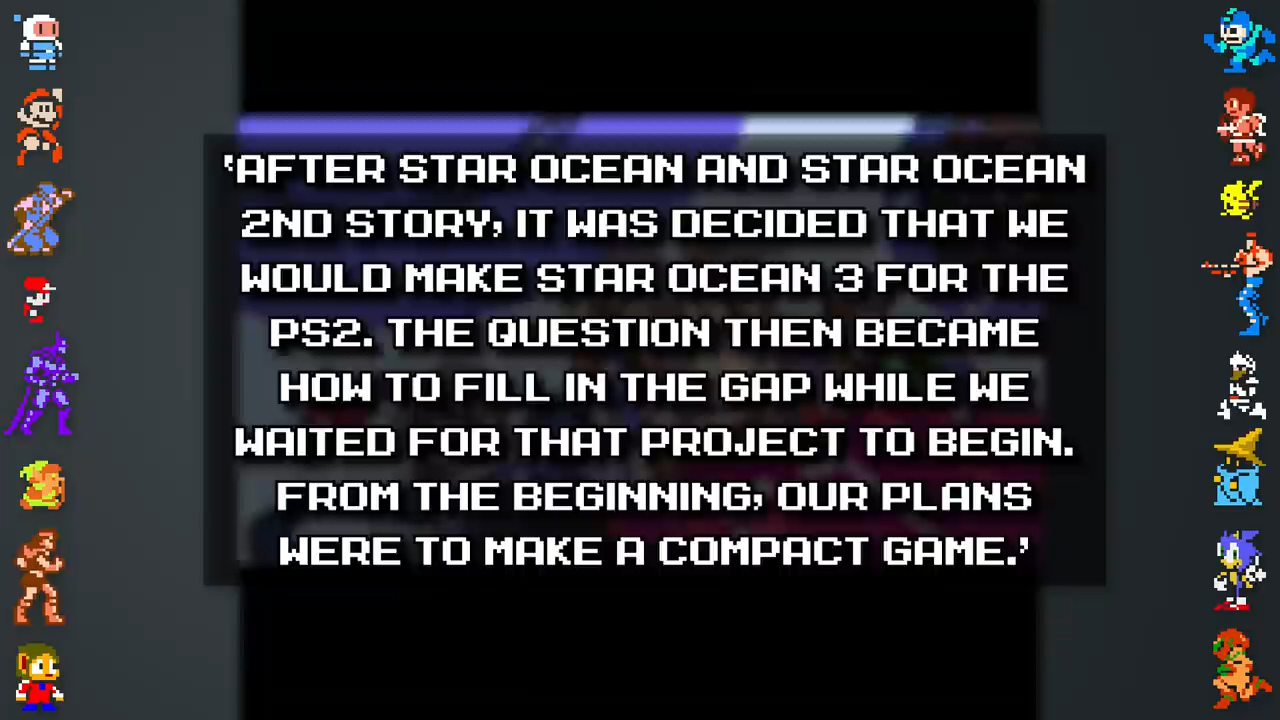 'AFTER STAR OCEAN AND STAR OCEAN
2ND STORY, IT WAS DECIDED THAT WE
WOULD MAKE STAR OCEAN 3 FOR THE
PS2. THE QUESTION THEN BECAME
HOW TO FILL IN THE GAP WHILE WE
WAITED FOR THAT PROJECT TO BEGIN.
FROM THE BEGINNING, OUR PLANS
WERE TO MAKE A COMPACT GAME.'